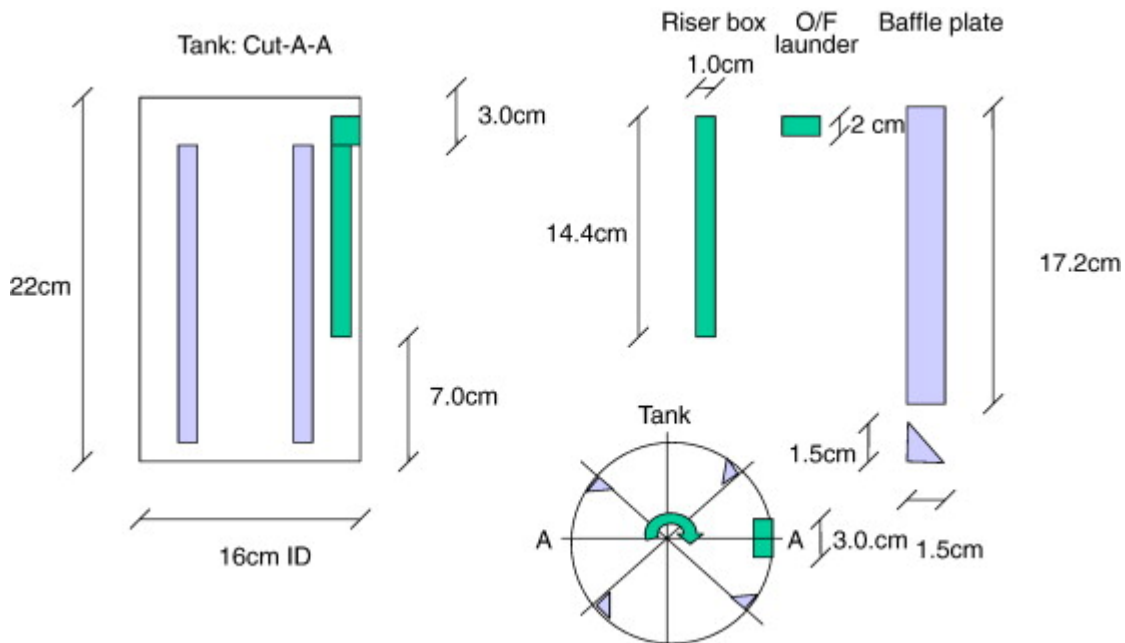 Tank: Cut-A-A
Riser box
O/F
launder
Baffle plate
1.0cm
3.0cm
2 cm
14.4cm
22cm
17.2cm
7.0cm
Tank
1.5cm
A
A
3.0.cm
1.5cm
16cm ID